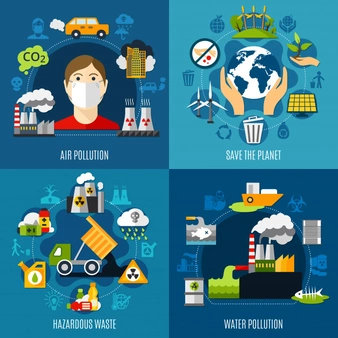 CO2
AIR POLLUTION
SAVE THE PLANET
HAZARDOUS WASTE
WATER POLLUTION